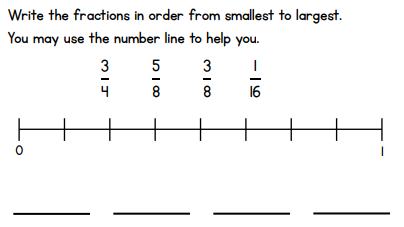 Write the fractions in order from smallest to largest.
You may use the number line to help you.
3/4 5/8 3/8 1/16
0 1